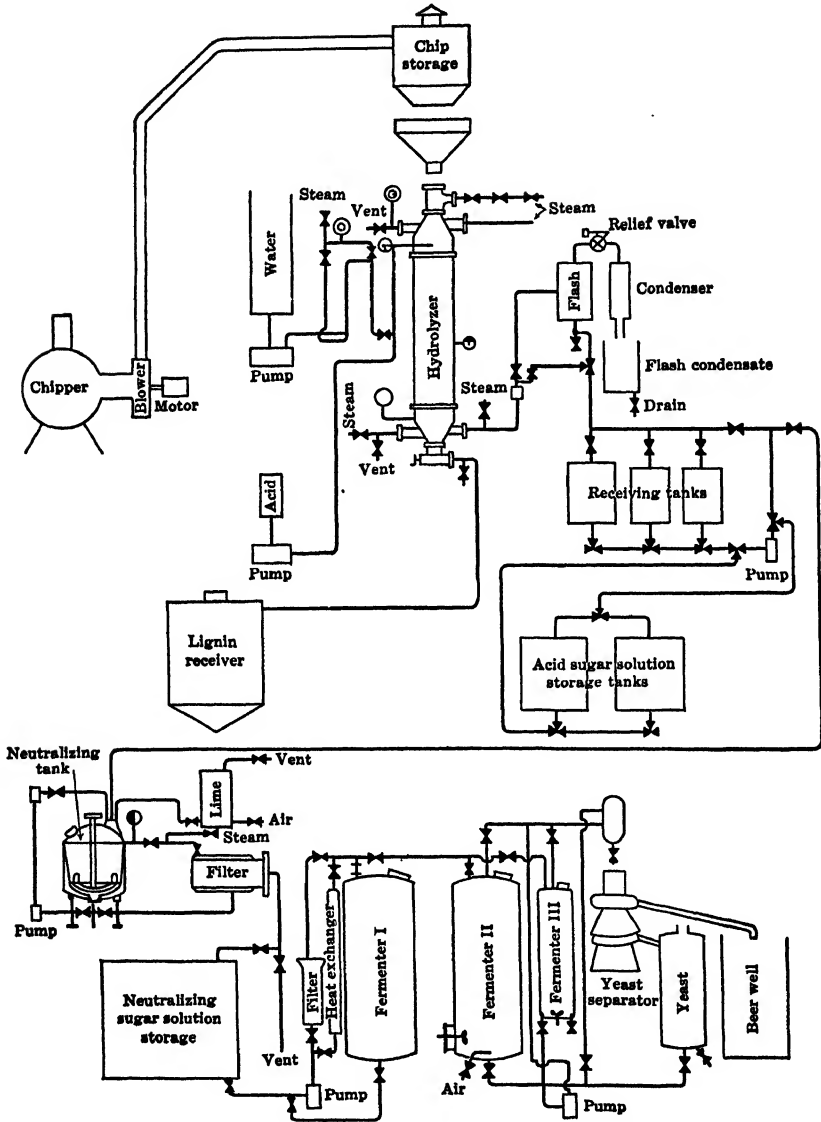 Chip
storage
Steam
Vent
Steam
Relief valve
Water
Flash
Condenser
Hydrolyzer
Chipper
Blower
Motor
Pump
Steam
Steam
Flash condensate
Drain
Vent
Acid
Receiving tanks
Pump
Pump
Lignin
receiver
Acid sugar solution
storage tanks
Neutralizing
tank
Vent
Lime
Air
Steam
Filter
Pump
Filter
Heat exchanger
Fermenter I
Fermenter II
Fermenter III
Yeast
separator
Yeast
Beer well
Neutralizing
sugar solution
storage
Vent
Pump
Air
Pump